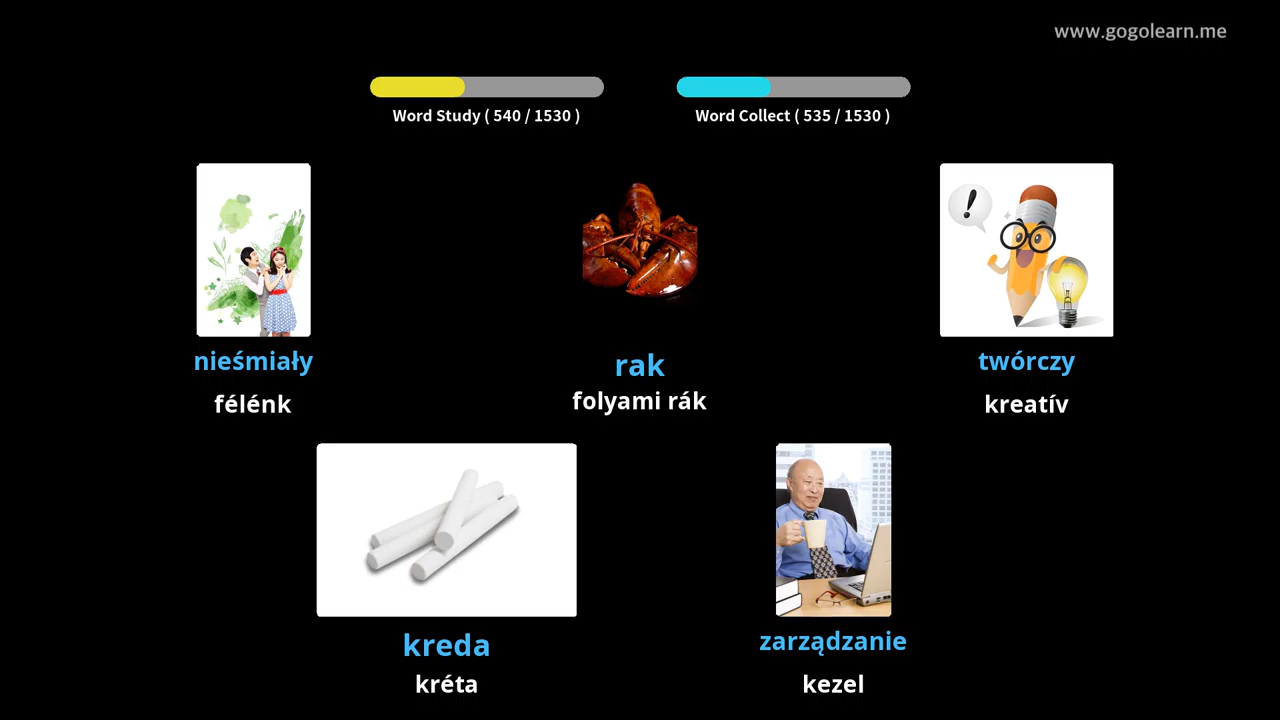 www.gogolearn.me
Word Study ( 540 / 1530 )
Word Collect ( 535 / 1530 )
nieśmiały
félénk
rak
folyami rák
!
twórczy
kreatív
kreda
kréta
zarządzanie
kezel